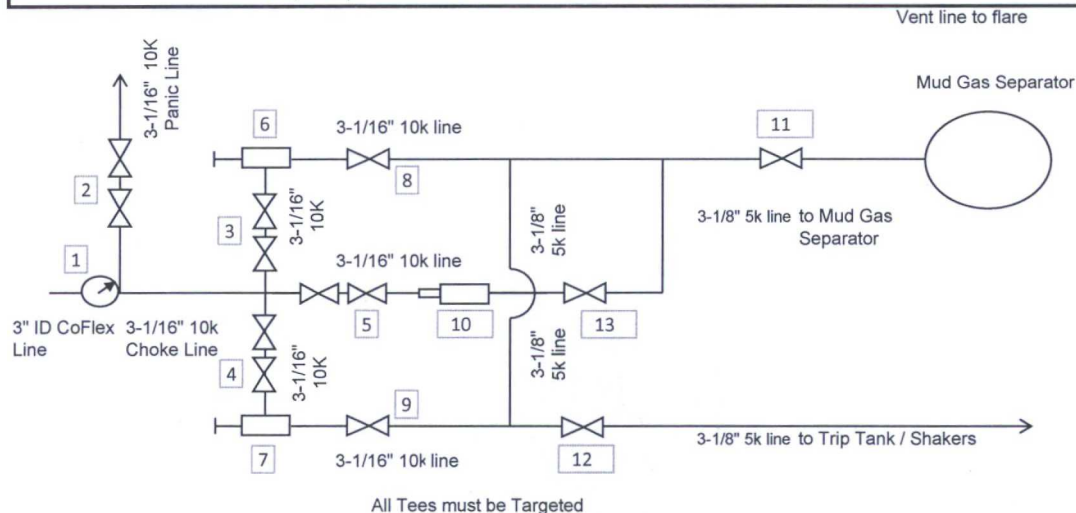 Vent line to flare
Mud Gas Separator
3-1/16" 10K
Panic Line
6
3-1/16" 10k line
11
2
8
3
3-1/16"
10K
3-1/8"
5k line
3-1/8" 5k line to Mud Gas
Separator
1
3-1/16" 10k line
3" ID CoFlex
Line
3-1/16" 10k
Choke Line
5
10
13
4
3-1/16"
10K
3-1/8"
5k line
9
7
3-1/16" 10k line
12
3-1/8" 5k line to Trip Tank / Shakers
All Tees must be Targeted